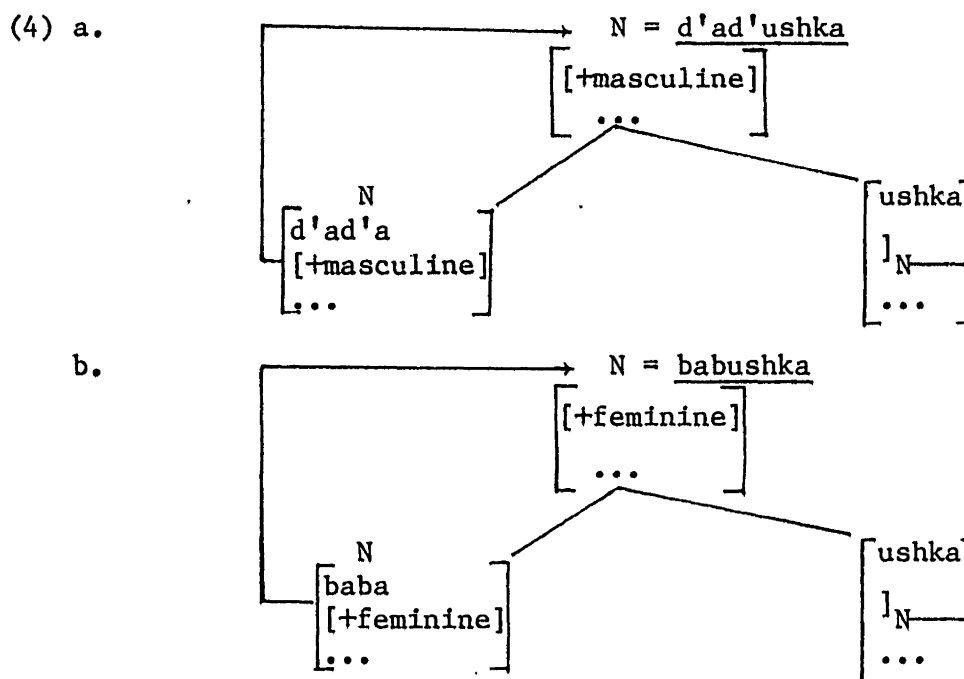 (4) a.
N = d'ad'ushka
[+masculine]
...
N
d'ad'a
[+masculine]
...
ushka
]N
...
b.
N = babushka
[+feminine]
...
N
baba
[+feminine]
...
ushka
]N
...